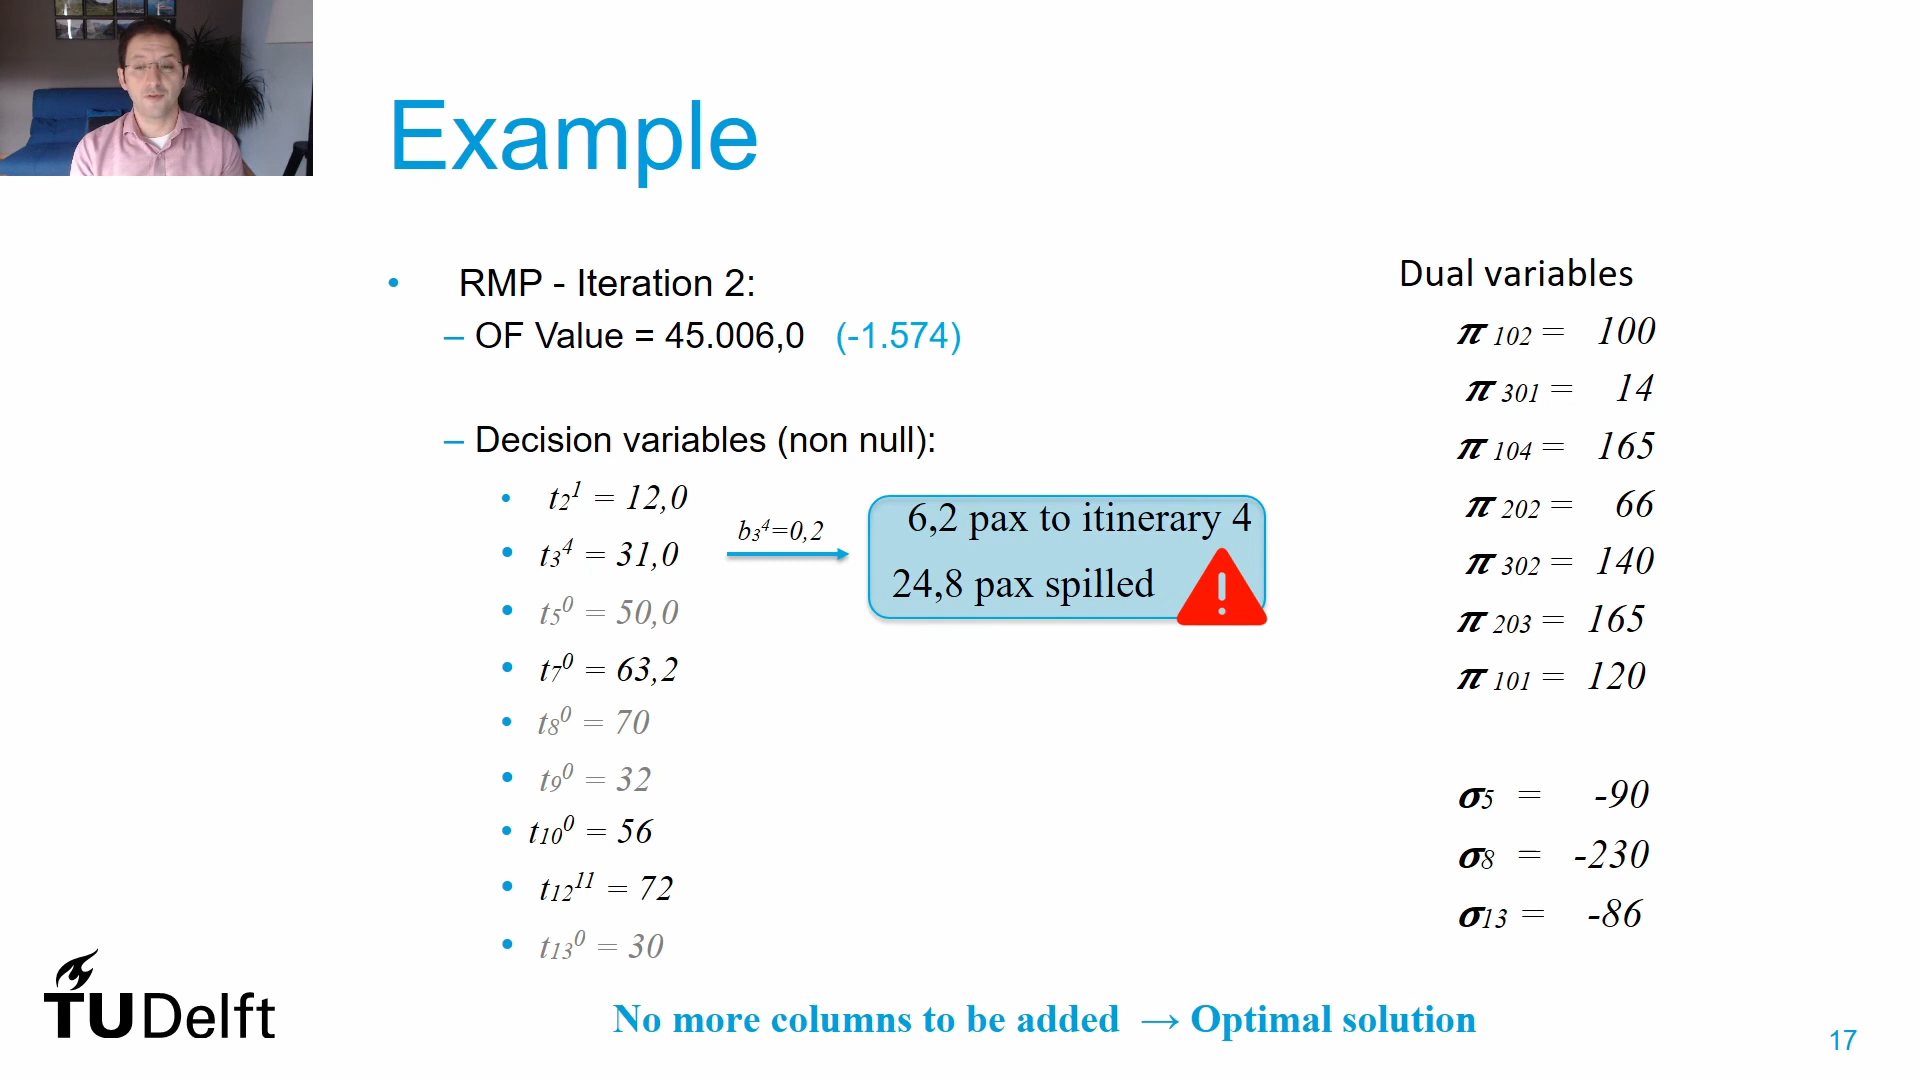 Example
• RMP - Iteration 2:
– OF Value = 45.006,0 (-1.574)
– Decision variables (non null):
• t₂¹ = 12,0
• t₃⁴ = 31,0
b₃⁴=0,2
6,2 pax to itinerary 4
24,8 pax spilled
!
• t₅⁰ = 50,0
• t₇⁰ = 63,2
• t₈⁰ = 70
• t₉⁰ = 32
• t₁₀⁰ = 56
• t₁₂¹¹ = 72
• t₁₃⁰ = 30
Dual variables
π 102 = 100
π 301 = 14
π 104 = 165
π 202 = 66
π 302 = 140
π 203 = 165
π 101 = 120
σ5 = -90
σ8 = -230
σ13 = -86
No more columns to be added → Optimal solution
TUDelft
17